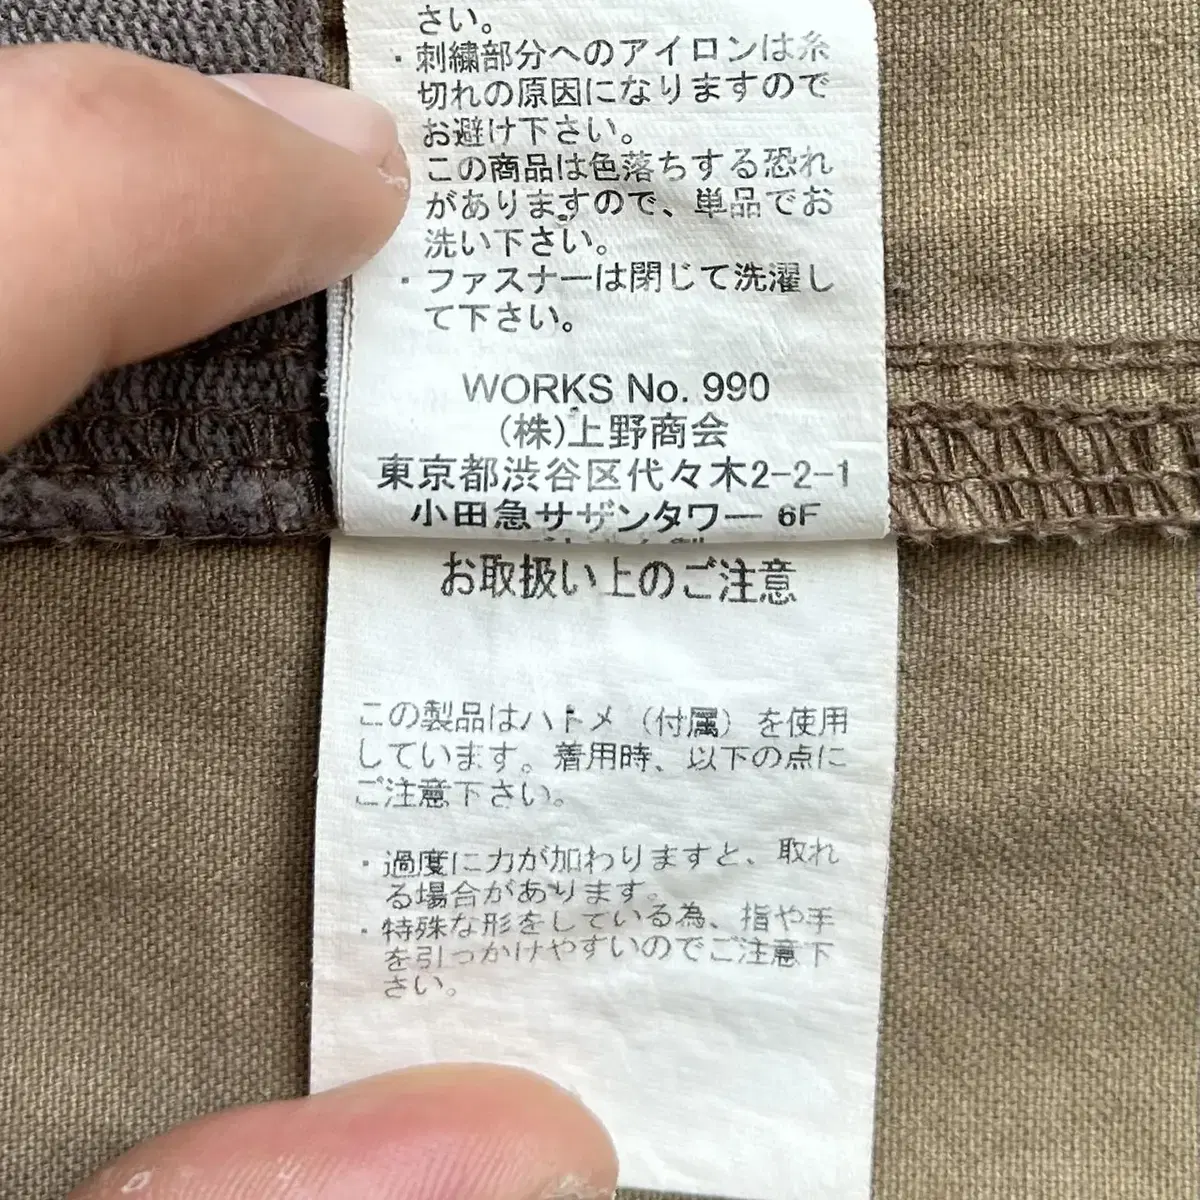 さい。
・刺繍部分へのアイロンは糸
切れの原因になりますので
お避け下さい。
この商品は色落ちする恐れ
がありますので、単品でお
洗い下さい。
・ファスナーは閉じて洗濯し
て下さい。
WORKS No. 990
(株)上野商会
東京都渋谷区代々木2-2-1
小田急サザンタワー 6F
お取扱い上のご注意
この製品はハトメ（付属）を使用
しています。着用時、以下の点に
ご注意下さい。
・過度に力が加わりますと、取れ
る場合があります。
・特殊な形をしている為、指や手
を引っかけやすいのでご注意下
さい。